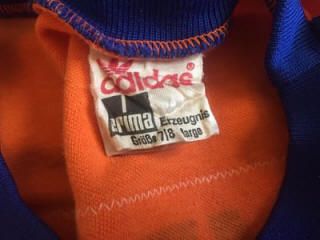 adidas®
erima Erzeugnis
Größe 7/8 large